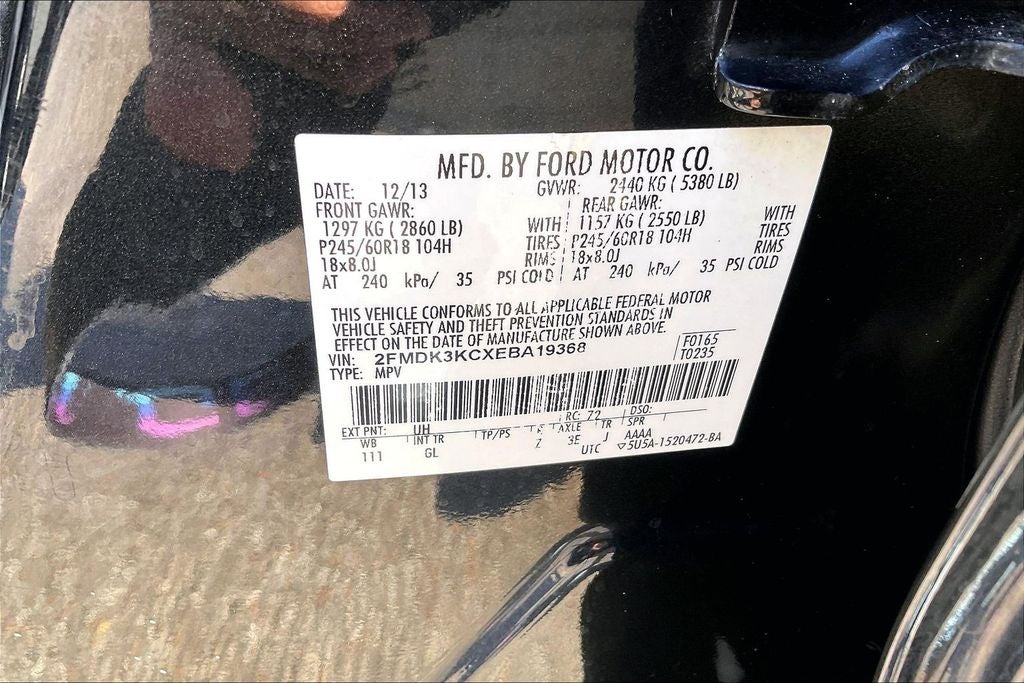 MFD. BY FORD MOTOR CO.
DATE: 12/13 GVWR: 2440 KG ( 5380 LB)
FRONT GAWR: REAR GAWR:
1297 KG ( 2860 LB) WITH 1157 KG ( 2550 LB) WITH
P245/60R18 104H TIRES P245/60R18 104H TIRES
18x8.0J RIMS 18x8.0J RIMS
AT 240 kPa/ 35 PSI COLD AT 240 kPa/ 35 PSI COLD
THIS VEHICLE CONFORMS TO ALL APPLICABLE FEDERAL MOTOR
VEHICLE SAFETY AND THEFT PREVENTION STANDARDS IN
EFFECT ON THE DATE OF MANUFACTURE SHOWN ABOVE.
VIN: 2FMDK3KCXEBA19368 F0165
TYPE: MPV T0235
EXT PNT: UH RC: 72 DSO:
WB INT TR TP/PS R AXLE TR SPR
111 GL Z 3E J AAAA
UTC ▽5U5A-1520472-BA